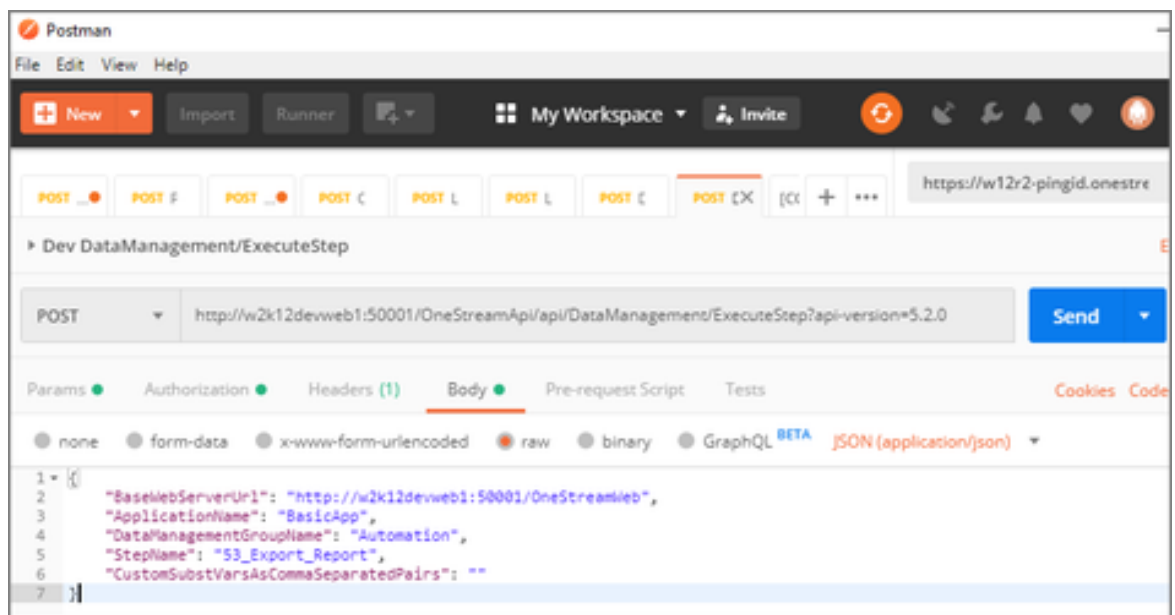 Postman
File Edit View Help
New Import Runner My Workspace Invite
POST ... POST F POST ... POST C POST L POST L POST POST X [CC + •••
https://w12r2-pingid.onestre
Dev DataManagement/ExecuteStep
POST http://w2k12devweb1:50001/OneStreamApi/api/DataManagement/ExecuteStep?api-version=5.2.0 Send
Params Authorization Headers (1) Body Pre-request Script Tests Cookies Code
none form-data x-www-form-urlencoded raw binary GraphQL BETA JSON (application/json)
1 {
2 "BaseWebServerUrl": "http://w2k12devweb1:50001/OneStreamWeb",
3 "ApplicationName": "BasicApp",
4 "DataManagementGroupName": "Automation",
5 "StepName": "53_Export_Report",
6 "CustomSubstVarsAsCommaSeparatedPairs": ""
7 }